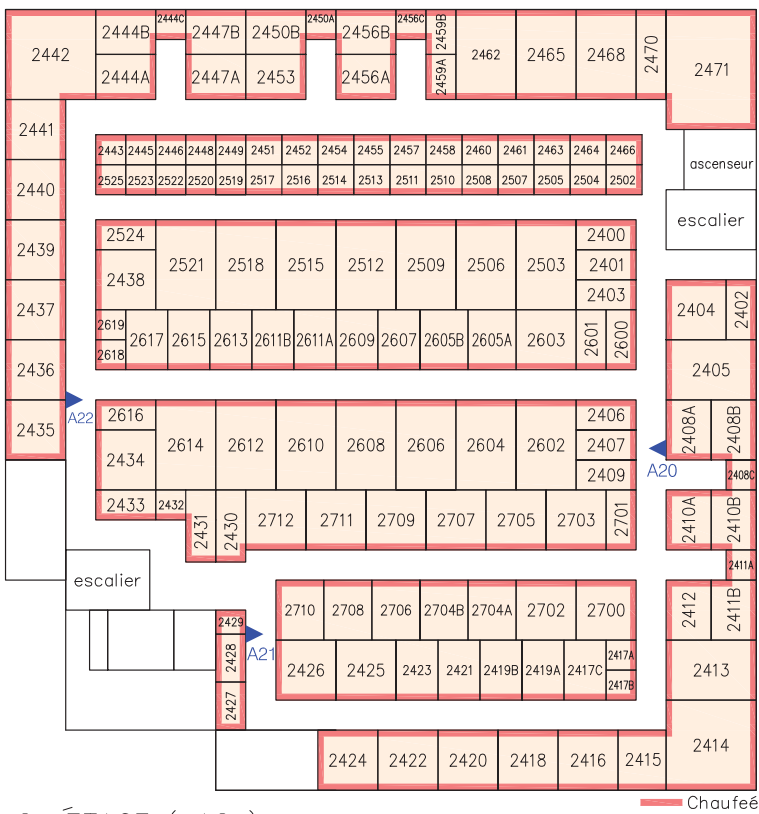 2442 2444B 2444C 2447B 2450B 2450A 2456B 2456C 2459B 2462 2465 2468 2470 2471
2444A 2447A 2453 2456A 2459A
2441
2443 2445 2446 2448 2449 2451 2452 2454 2455 2457 2458 2460 2461 2463 2464 2466
ascenseur
2525 2523 2522 2520 2519 2517 2516 2514 2513 2511 2510 2508 2507 2505 2504 2502
2440
escalier
2439 2524 2521 2518 2515 2512 2509 2506 2503 2400
2438 2401
2403
2437 2404 2402
2619 2617 2615 2613 2611B 2611A 2609 2607 2605B 2605A 2603 2601 2600
2618
2436 2405
A22 2616 2614 2612 2610 2608 2606 2604 2602 2406 2408A 2408B
2435 2434 2407
A20
2409 2408C
2433 2432 2431 2430 2712 2711 2709 2707 2705 2703 2701 2410A 2410B
2411A
escalier
2429 2710 2708 2706 2704B 2704A 2702 2700 2412 2411B
A21
2428 2426 2425 2423 2421 2419B 2419A 2417C 2417A 2413
2417B
2427
2424 2422 2420 2418 2416 2415 2414
Chaufeé